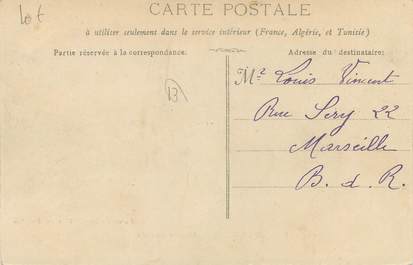 Lot
CARTE POSTALE
à utiliser seulement dans le service intérieur (France, Algérie, et Tunisie)
Partie réservée à la correspondance.
Adresse du destinataire:
13
Mr Louis Vincent
Rue Sery 22
Marseille
B. d. R.